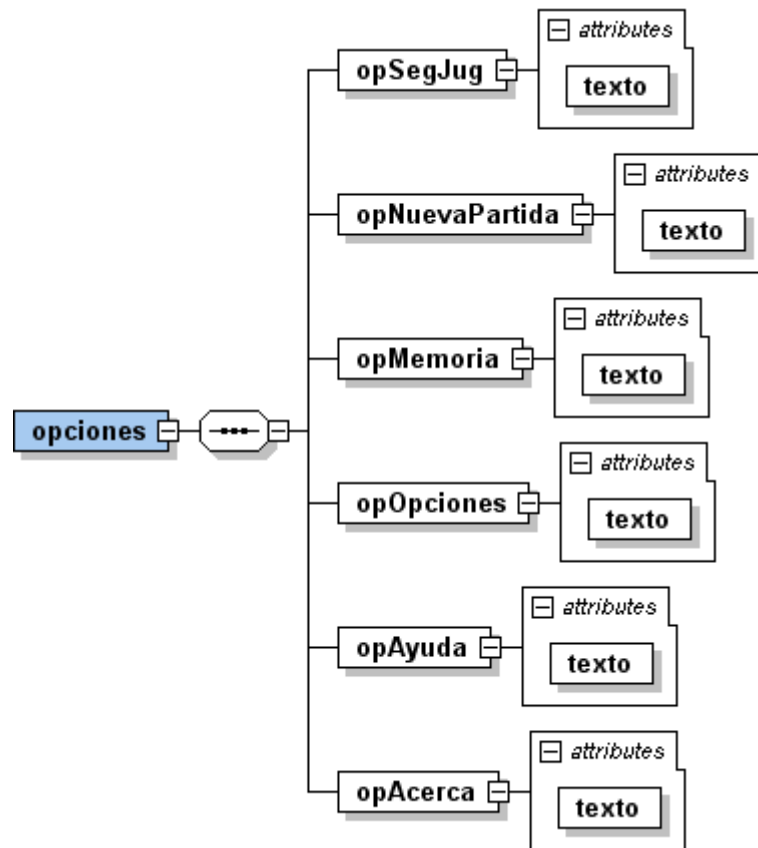 attributes
opSegJug
texto
attributes
opNuevaPartida
texto
attributes
opMemoria
texto
opciones
attributes
opOpciones
texto
attributes
opAyuda
texto
attributes
opAcerca
texto